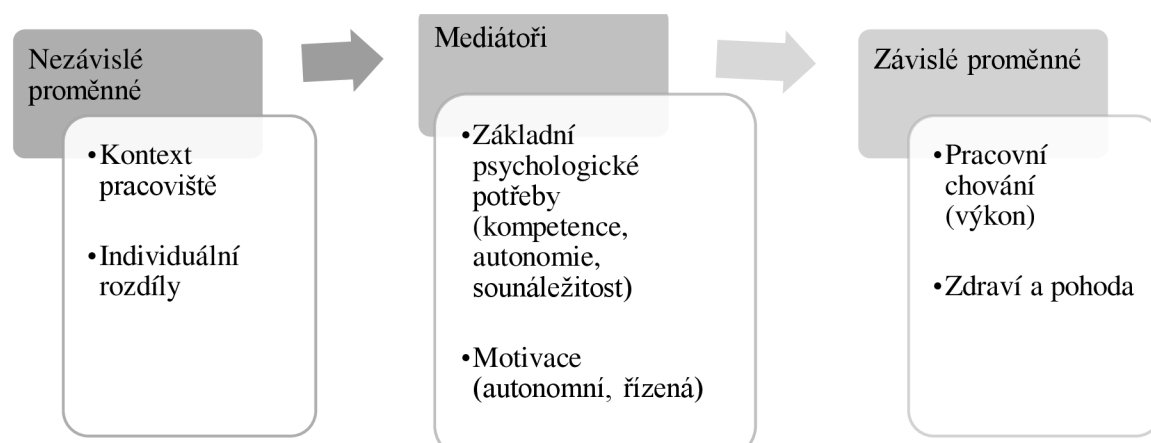 Nezávislé
proměnné
•Kontext
pracoviště
•Individuální
rozdíly
Mediátoři
•Základní
psychologické
potřeby
(kompetence,
autonomie,
sounáležitost)
•Motivace
(autonomní, řízená)
Závislé proměnné
•Pracovní
chování
(výkon)
•Zdraví a pohoda